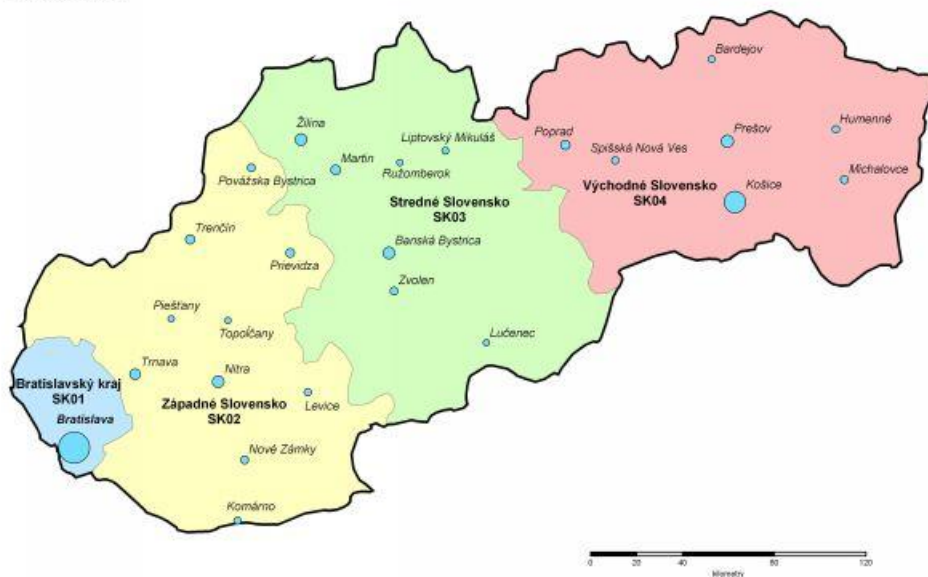 Bardejov
Žilina
Liptovský Mikuláš
Poprad
Prešov
Humenné
Spišská Nová Ves
Martin
Ružomberok
Považska Bystrica
Michalovce
Východné Slovensko
SK04
Košice
Stredné Slovensko
SK03
Trenčín
Banská Bystrica
Prievidza
Zvolen
Piešťany
Topoľčany
Lučenec
Trnava
Nitra
Bratislavský kraj
SK01
Levice
Západné Slovensko
SK02
Bratislava
Nové Zámky
Komárno
0 20 40 80 120
kilometry